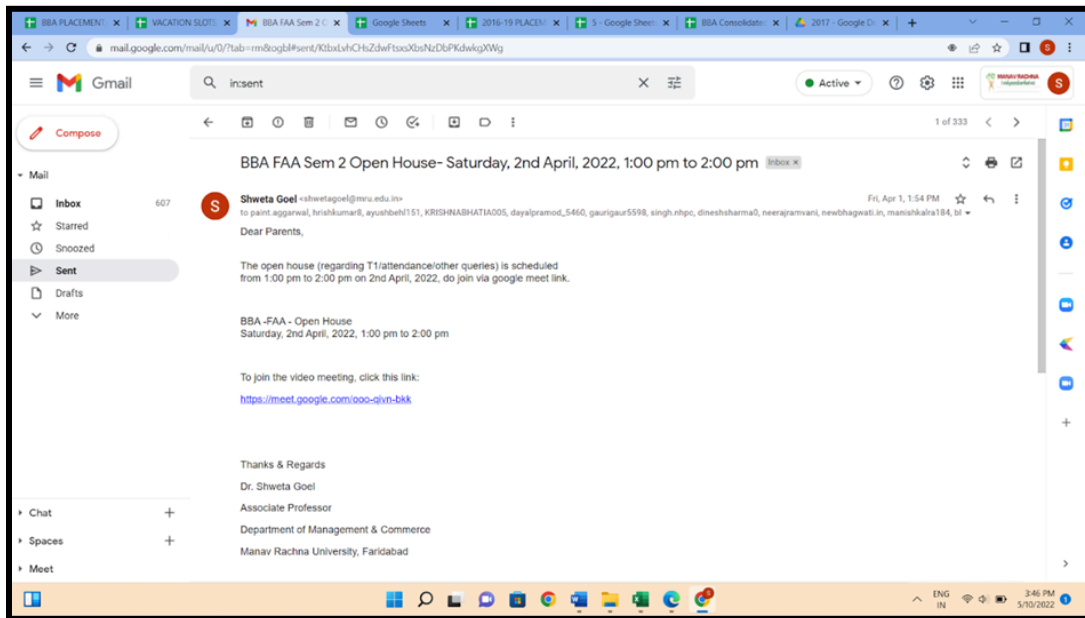 BBA PLACEMENT
VACATION SLOTS
BBA FAA Sem 2 O
Google Sheets
2016-19 PLACEM
S - Google Sheet
BBA Consolidate
2017 - Google D
mail.google.com/mail/u/0/?tab=rm&ogbl#sent/
S
Gmail
in:sent
Active
MANAV RACHNA
S
Compose
1 of 333
Mail
Inbox 607
Starred
Snoozed
Sent
Drafts
More
Chat
Spaces
Meet
BBA FAA Sem 2 Open House- Saturday, 2nd April, 2022, 1:00 pm to 2:00 pm Inbox x
S
Shweta Goel <shwetagoel@mru.edu.in>
Fri, Apr 1, 1:54 PM
to paint.aggarwal, hrishkumar8, ayushbehl151, KRISHNABHATIA005, dayalpramod_5460, gaurigaur5598, singh.nhpc, dineshsharma0, neerajramvani, newbhagwati.in, manishkalra184, bl
Dear Parents,
The open house (regarding T1/attendance/other queries) is scheduled
from 1:00 pm to 2:00 pm on 2nd April, 2022, do join via google meet link.
BBA -FAA - Open House
Saturday, 2nd April, 2022, 1:00 pm to 2:00 pm
To join the video meeting, click this link:
https://meet.google.com/ooo-qivn-bkk
Thanks & Regards
Dr. Shweta Goel
Associate Professor
Department of Management & Commerce
Manav Rachna University, Faridabad
ENG
IN
3:46 PM
5/10/2022
1